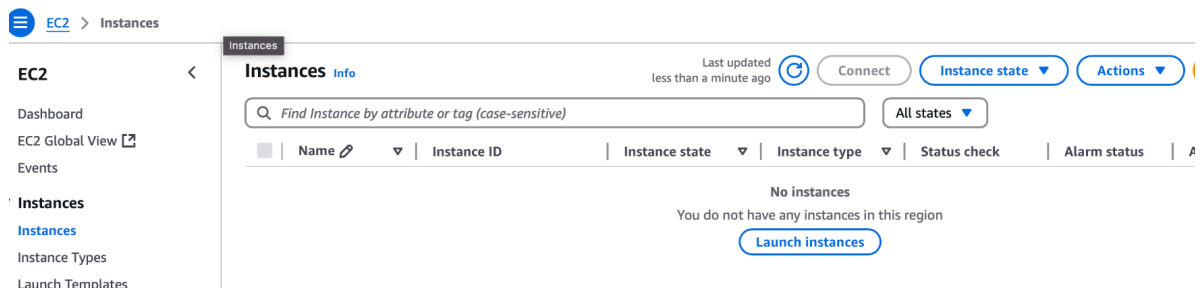 EC2 > Instances
Instances
EC2
Dashboard
EC2 Global View
Events
Instances
Instances
Instance Types
Launch Templates
Instances Info
Last updated
less than a minute ago
Connect
Instance state
Actions
Find Instance by attribute or tag (case-sensitive)
All states
Name
Instance ID
Instance state
Instance type
Status check
Alarm status
No instances
You do not have any instances in this region
Launch instances